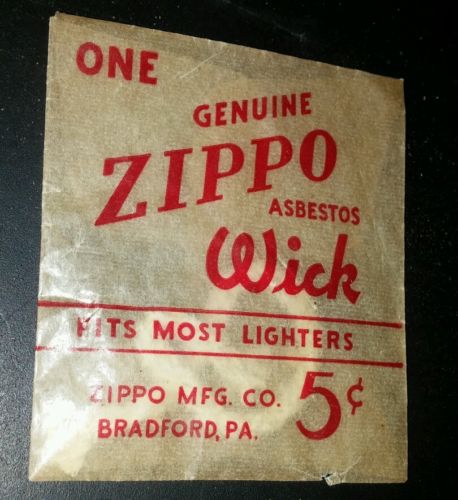 ONE
GENUINE
ZIPPO
ASBESTOS
Wick
FITS MOST LIGHTERS
ZIPPO MFG. CO. 5¢
BRADFORD, PA.